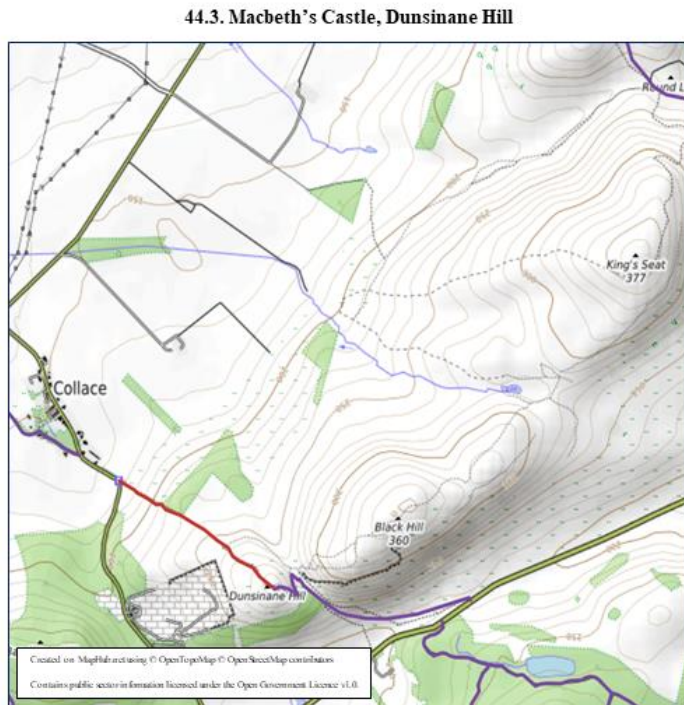 44.3. Macbeth's Castle, Dunsinane Hill
King's Seat
377
Collace
Black Hill
360
Dunsinane Hill
Created on MapHub.net using © OpenTopoMap © OpenStreetMap contributors
Contains public sector information licensed under the Open Government Licence v1.0.